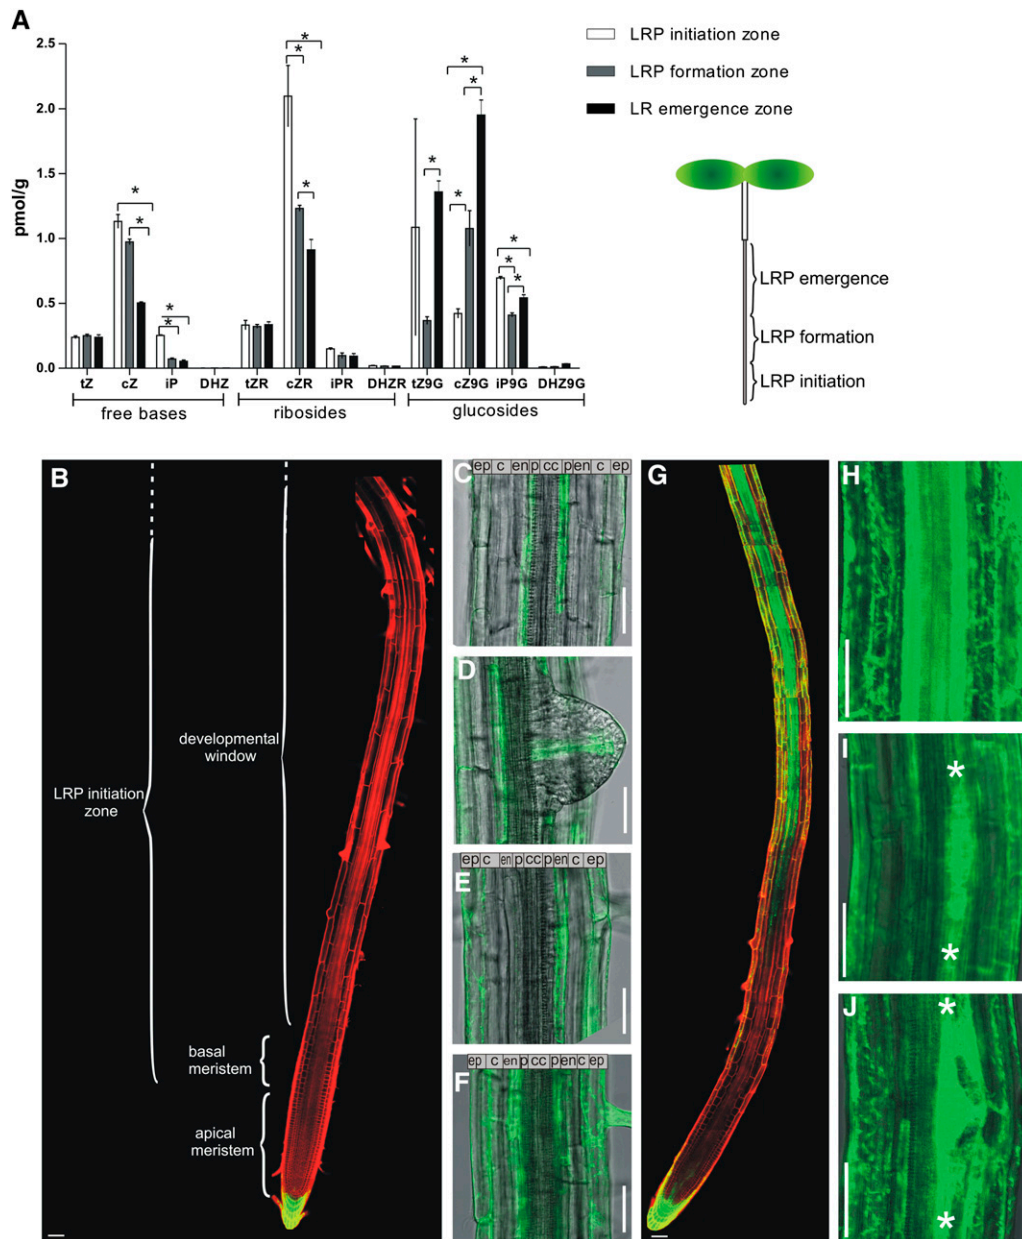 A
pmol/g
2.5
2.0
1.5
1.0
0.5
0.0
* * * * * * * * * * * * * *
tZ cZ iP DHZ tZR cZR iPR DHZR tZ9G cZ9G iP9G DHZ9G
free bases ribosides glucosides
LRP initiation zone
LRP formation zone
LR emergence zone
LRP emergence
LRP formation
LRP initiation
B
developmental
window
LRP initiation
zone
basal
meristem
apical
meristem
C
ep c en p cc p en c ep
D
E
ep c en p cc p en c ep
F
ep c en p cc p en c ep
G
H
I
*
*
J
*
*